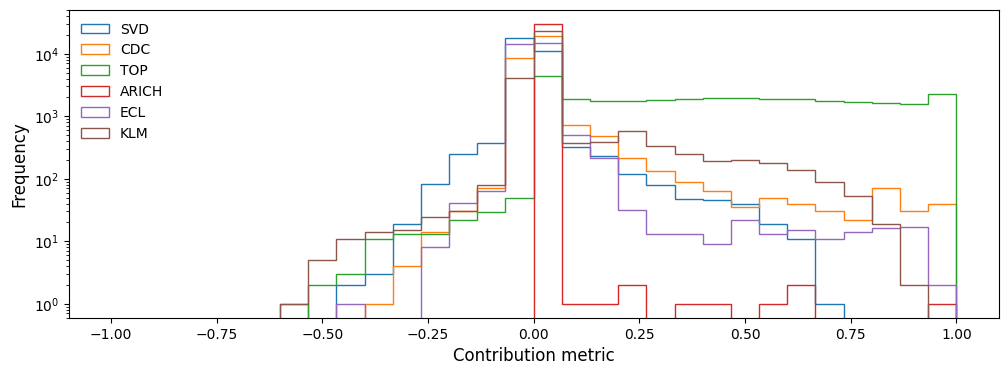 SVD
CDC
TOP
ARICH
ECL
KLM
Frequency
10⁴
10³
10²
10¹
10⁰
−1.00 −0.75 −0.50 −0.25 0.00 0.25 0.50 0.75 1.00
Contribution metric